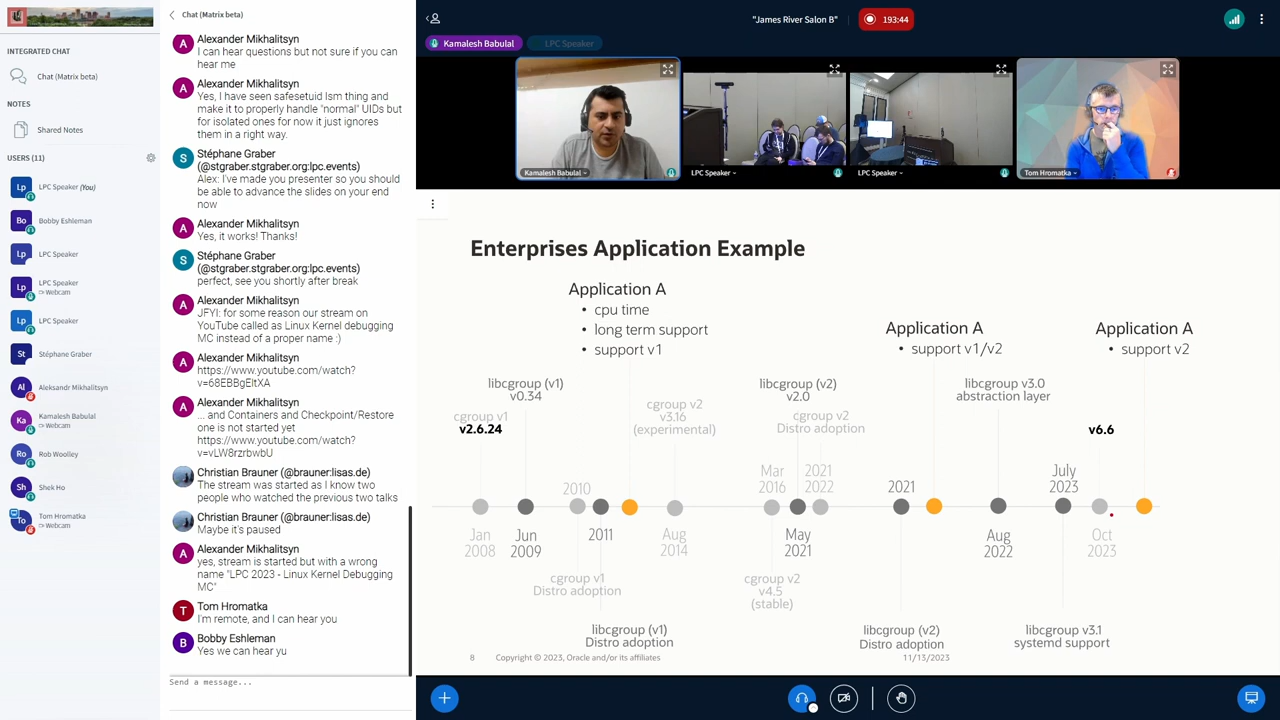 INTEGRATED CHAT
Chat (Matrix beta)
NOTES
Shared Notes
USERS (11)
Lp
LPC Speaker (You)
Bo
Bobby Eshleman
Lp
LPC Speaker
Lp
LPC Speaker
Webcam
Lp
LPC Speaker
St
Stéphane Graber
Al
Aleksandr Mikhalitsyn
Ka
Kamalesh Babulal
Webcam
Ro
Rob Woolley
Sh
Shek Ho
To
Tom Hromatka
Webcam
Chat (Matrix beta)
A
Alexander Mikhalitsyn
I can hear questions but not sure if you can
hear me
A
Alexander Mikhalitsyn
Yes, I have seen safesetuid lsm thing and
make it to properly handle "normal" UIDs but
for isolated ones for now it just ignores
them in a right way.
S
Stéphane Graber
(@stgraber.stgraber.org:lpc.events)
Alex: I've made you presenter so you should
be able to advance the slides on your end
now
A
Alexander Mikhalitsyn
Yes, it works! Thanks!
S
Stéphane Graber
(@stgraber.stgraber.org:lpc.events)
perfect, see you shortly after break
A
Alexander Mikhalitsyn
JFYI: for some reason our stream on
YouTube called as Linux Kernel debugging
MC instead of a proper name :)
A
Alexander Mikhalitsyn
https://www.youtube.com/watch?
v=68EBBgEltXA
A
Alexander Mikhalitsyn
... and Containers and Checkpoint/Restore
one is not started yet
https://www.youtube.com/watch?
v=vLW8rzrbwbU
Christian Brauner (@brauner:lisas.de)
The stream was started as I know two
people who watched the previous two talks
Christian Brauner (@brauner:lisas.de)
Maybe it's paused
A
Alexander Mikhalitsyn
yes, stream is started but with a wrong
name "LPC 2023 - Linux Kernel Debugging
MC"
T
Tom Hromatka
I'm remote, and I can hear you
B
Bobby Eshleman
Yes we can hear yu
Send a message...
"James River Salon B"
193:44
Kamalesh Babulal
LPC Speaker
Kamalesh Babulal
LPC Speaker
LPC Speaker
Tom Hromatka
Enterprises Application Example
Application A
• cpu time
• long term support
• support v1
Application A
• support v1/v2
Application A
• support v2
libcgroup (v1)
v0.34
libcgroup (v2)
v2.0
libcgroup v3.0
abstraction layer
cgroup v1
v2.6.24
cgroup v2
v3.16
(experimental)
cgroup v2
Distro adoption
v6.6
2010
Mar
2016
2021
2022
2021
July
2023
Jan
2008
Jun
2009
2011
Aug
2014
May
2021
Aug
2022
Oct
2023
cgroup v1
Distro adoption
cgroup v2
v4.5
(stable)
libcgroup (v1)
Distro adoption
libcgroup (v2)
Distro adoption
libcgroup v3.1
systemd support
8
Copyright © 2023, Oracle and/or its affiliates
11/13/2023